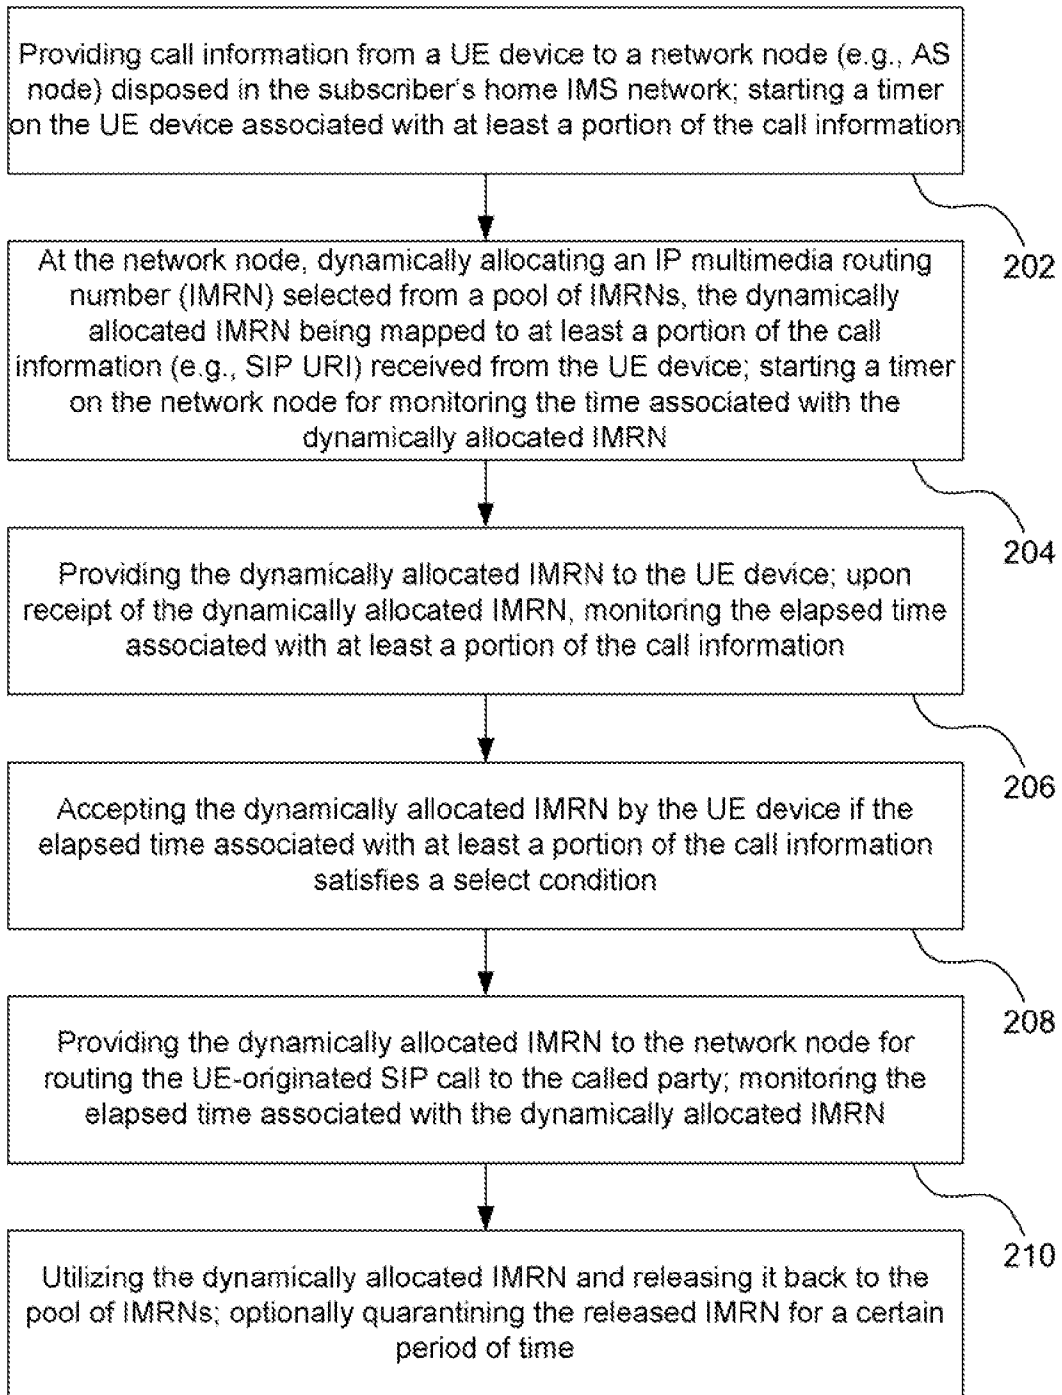 Providing call information from a UE device to a network node (e.g., AS
node) disposed in the subscriber's home IMS network; starting a timer
on the UE device associated with at least a portion of the call information
202
At the network node, dynamically allocating an IP multimedia routing
number (IMRN) selected from a pool of IMRNs, the dynamically
allocated IMRN being mapped to at least a portion of the call
information (e.g., SIP URI) received from the UE device; starting a timer
on the network node for monitoring the time associated with the
dynamically allocated IMRN
204
Providing the dynamically allocated IMRN to the UE device; upon
receipt of the dynamically allocated IMRN, monitoring the elapsed time
associated with at least a portion of the call information
206
Accepting the dynamically allocated IMRN by the UE device if the
elapsed time associated with at least a portion of the call information
satisfies a select condition
208
Providing the dynamically allocated IMRN to the network node for
routing the UE-originated SIP call to the called party; monitoring the
elapsed time associated with the dynamically allocated IMRN
210
Utilizing the dynamically allocated IMRN and releasing it back to the
pool of IMRNs; optionally quarantining the released IMRN for a certain
period of time